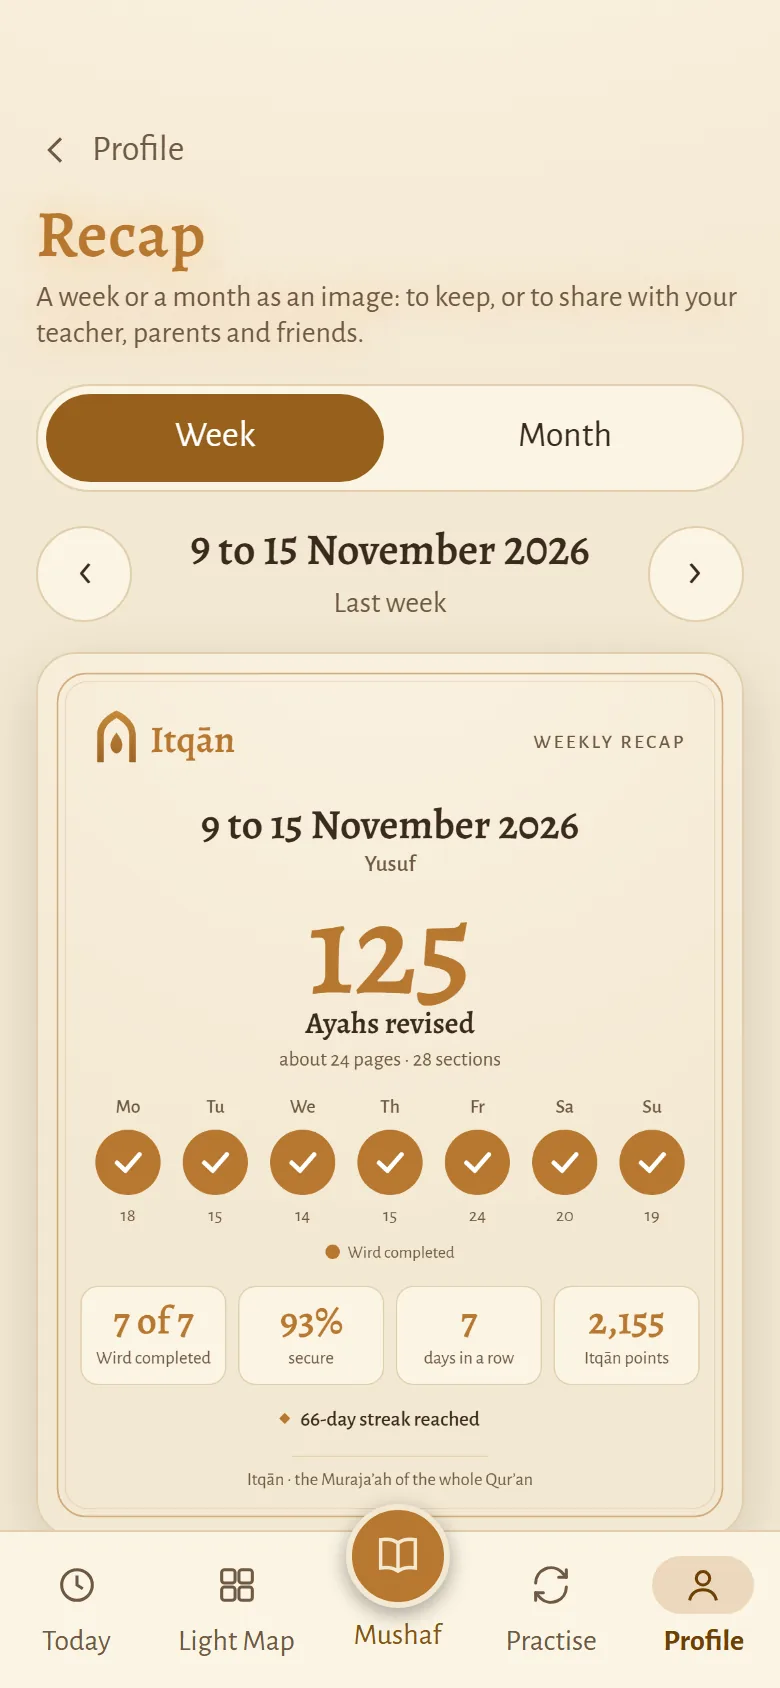 Profile
Recap
A week or a month as an image: to keep, or to share with your
teacher, parents and friends.
Week Month
9 to 15 November 2026
Last week
Itqān WEEKLY RECAP
9 to 15 November 2026
Yusuf
125
Ayahs revised
about 24 pages · 28 sections
Mo Tu We Th Fr Sa Su
18 15 14 15 24 20 19
Wird completed
7 of 7 93% 7 2,155
Wird completed secure days in a row Itqān points
66-day streak reached
Itqān · the Muraja’ah of the whole Qur’an
Today Light Map Mushaf Practise Profile